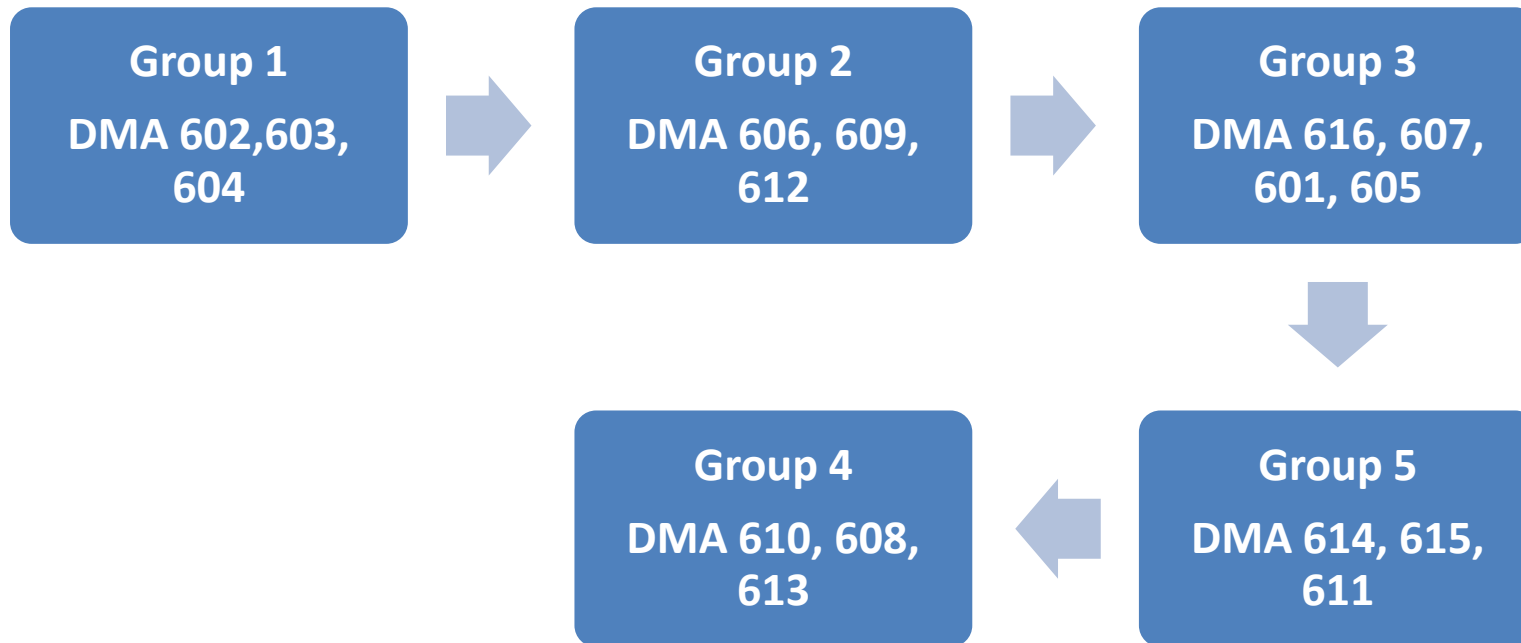 Group 1
DMA 602,603,
604
Group 2
DMA 606, 609,
612
Group 3
DMA 616, 607,
601, 605
Group 5
DMA 614, 615,
611
Group 4
DMA 610, 608,
613